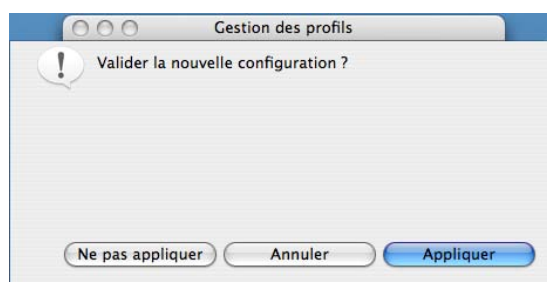 Gestion des profils
Valider la nouvelle configuration ?
Ne pas appliquer Annuler Appliquer